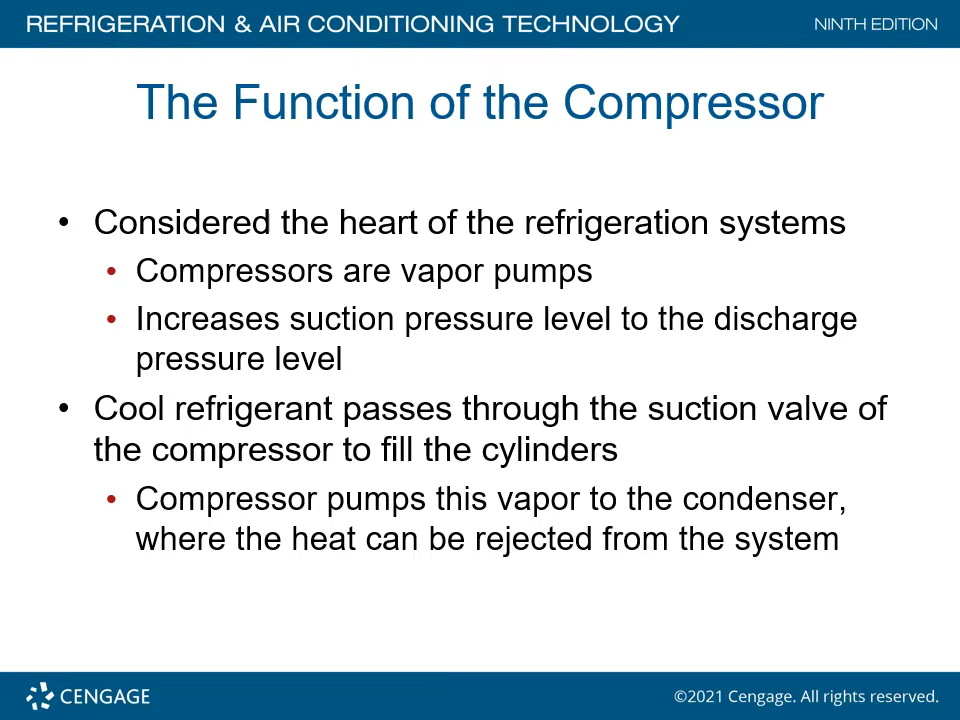 REFRIGERATION & AIR CONDITIONING TECHNOLOGY
NINTH EDITION
The Function of the Compressor
• Considered the heart of the refrigeration systems
• Compressors are vapor pumps
• Increases suction pressure level to the discharge
pressure level
• Cool refrigerant passes through the suction valve of
the compressor to fill the cylinders
• Compressor pumps this vapor to the condenser,
where the heat can be rejected from the system
CENGAGE
©2021 Cengage. All rights reserved.